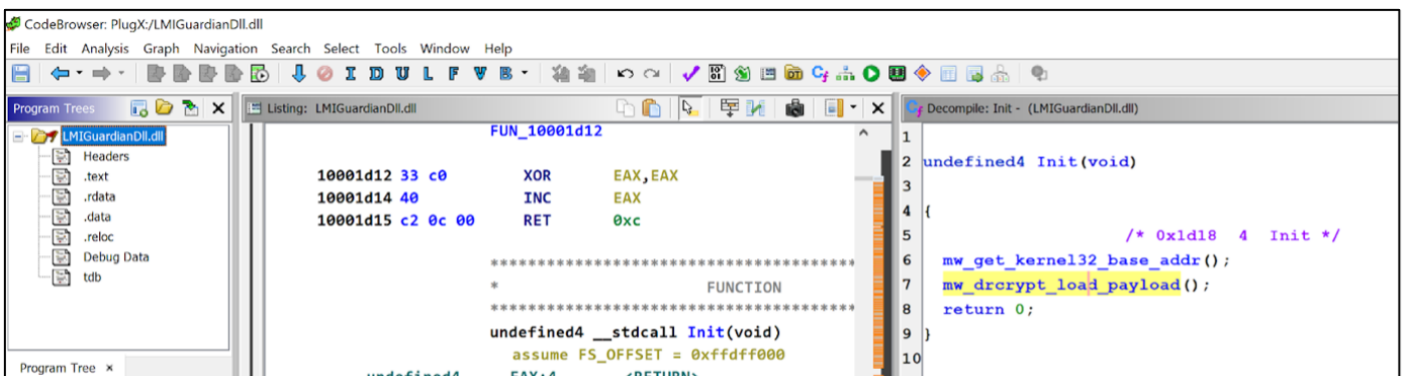 CodeBrowser: PlugX:/LMIGuardianDll.dll
File Edit Analysis Graph Navigation Search Select Tools Window Help
I D U L F V B
Program Trees
LMIGuardianDll.dll
Headers
.text
.rdata
.data
.reloc
Debug Data
tdb
Program Tree ×
Listing: LMIGuardianDll.dll
FUN_10001d12
10001d12 33 c0 XOR EAX,EAX
10001d14 40 INC EAX
10001d15 c2 0c 00 RET 0xc
*****************************************
* FUNCTION
*****************************************
undefined4 __stdcall Init(void)
assume FS_OFFSET = 0xffdff000
undefined4 EAX:4 <RETURN>
Decompile: Init - (LMIGuardianDll.dll)
1
2 undefined4 Init(void)
3
4 {
5 /* 0x1d18 4 Init */
6 mw_get_kernel32_base_addr();
7 mw_drcrypt_load_payload();
8 return 0;
9 }
10